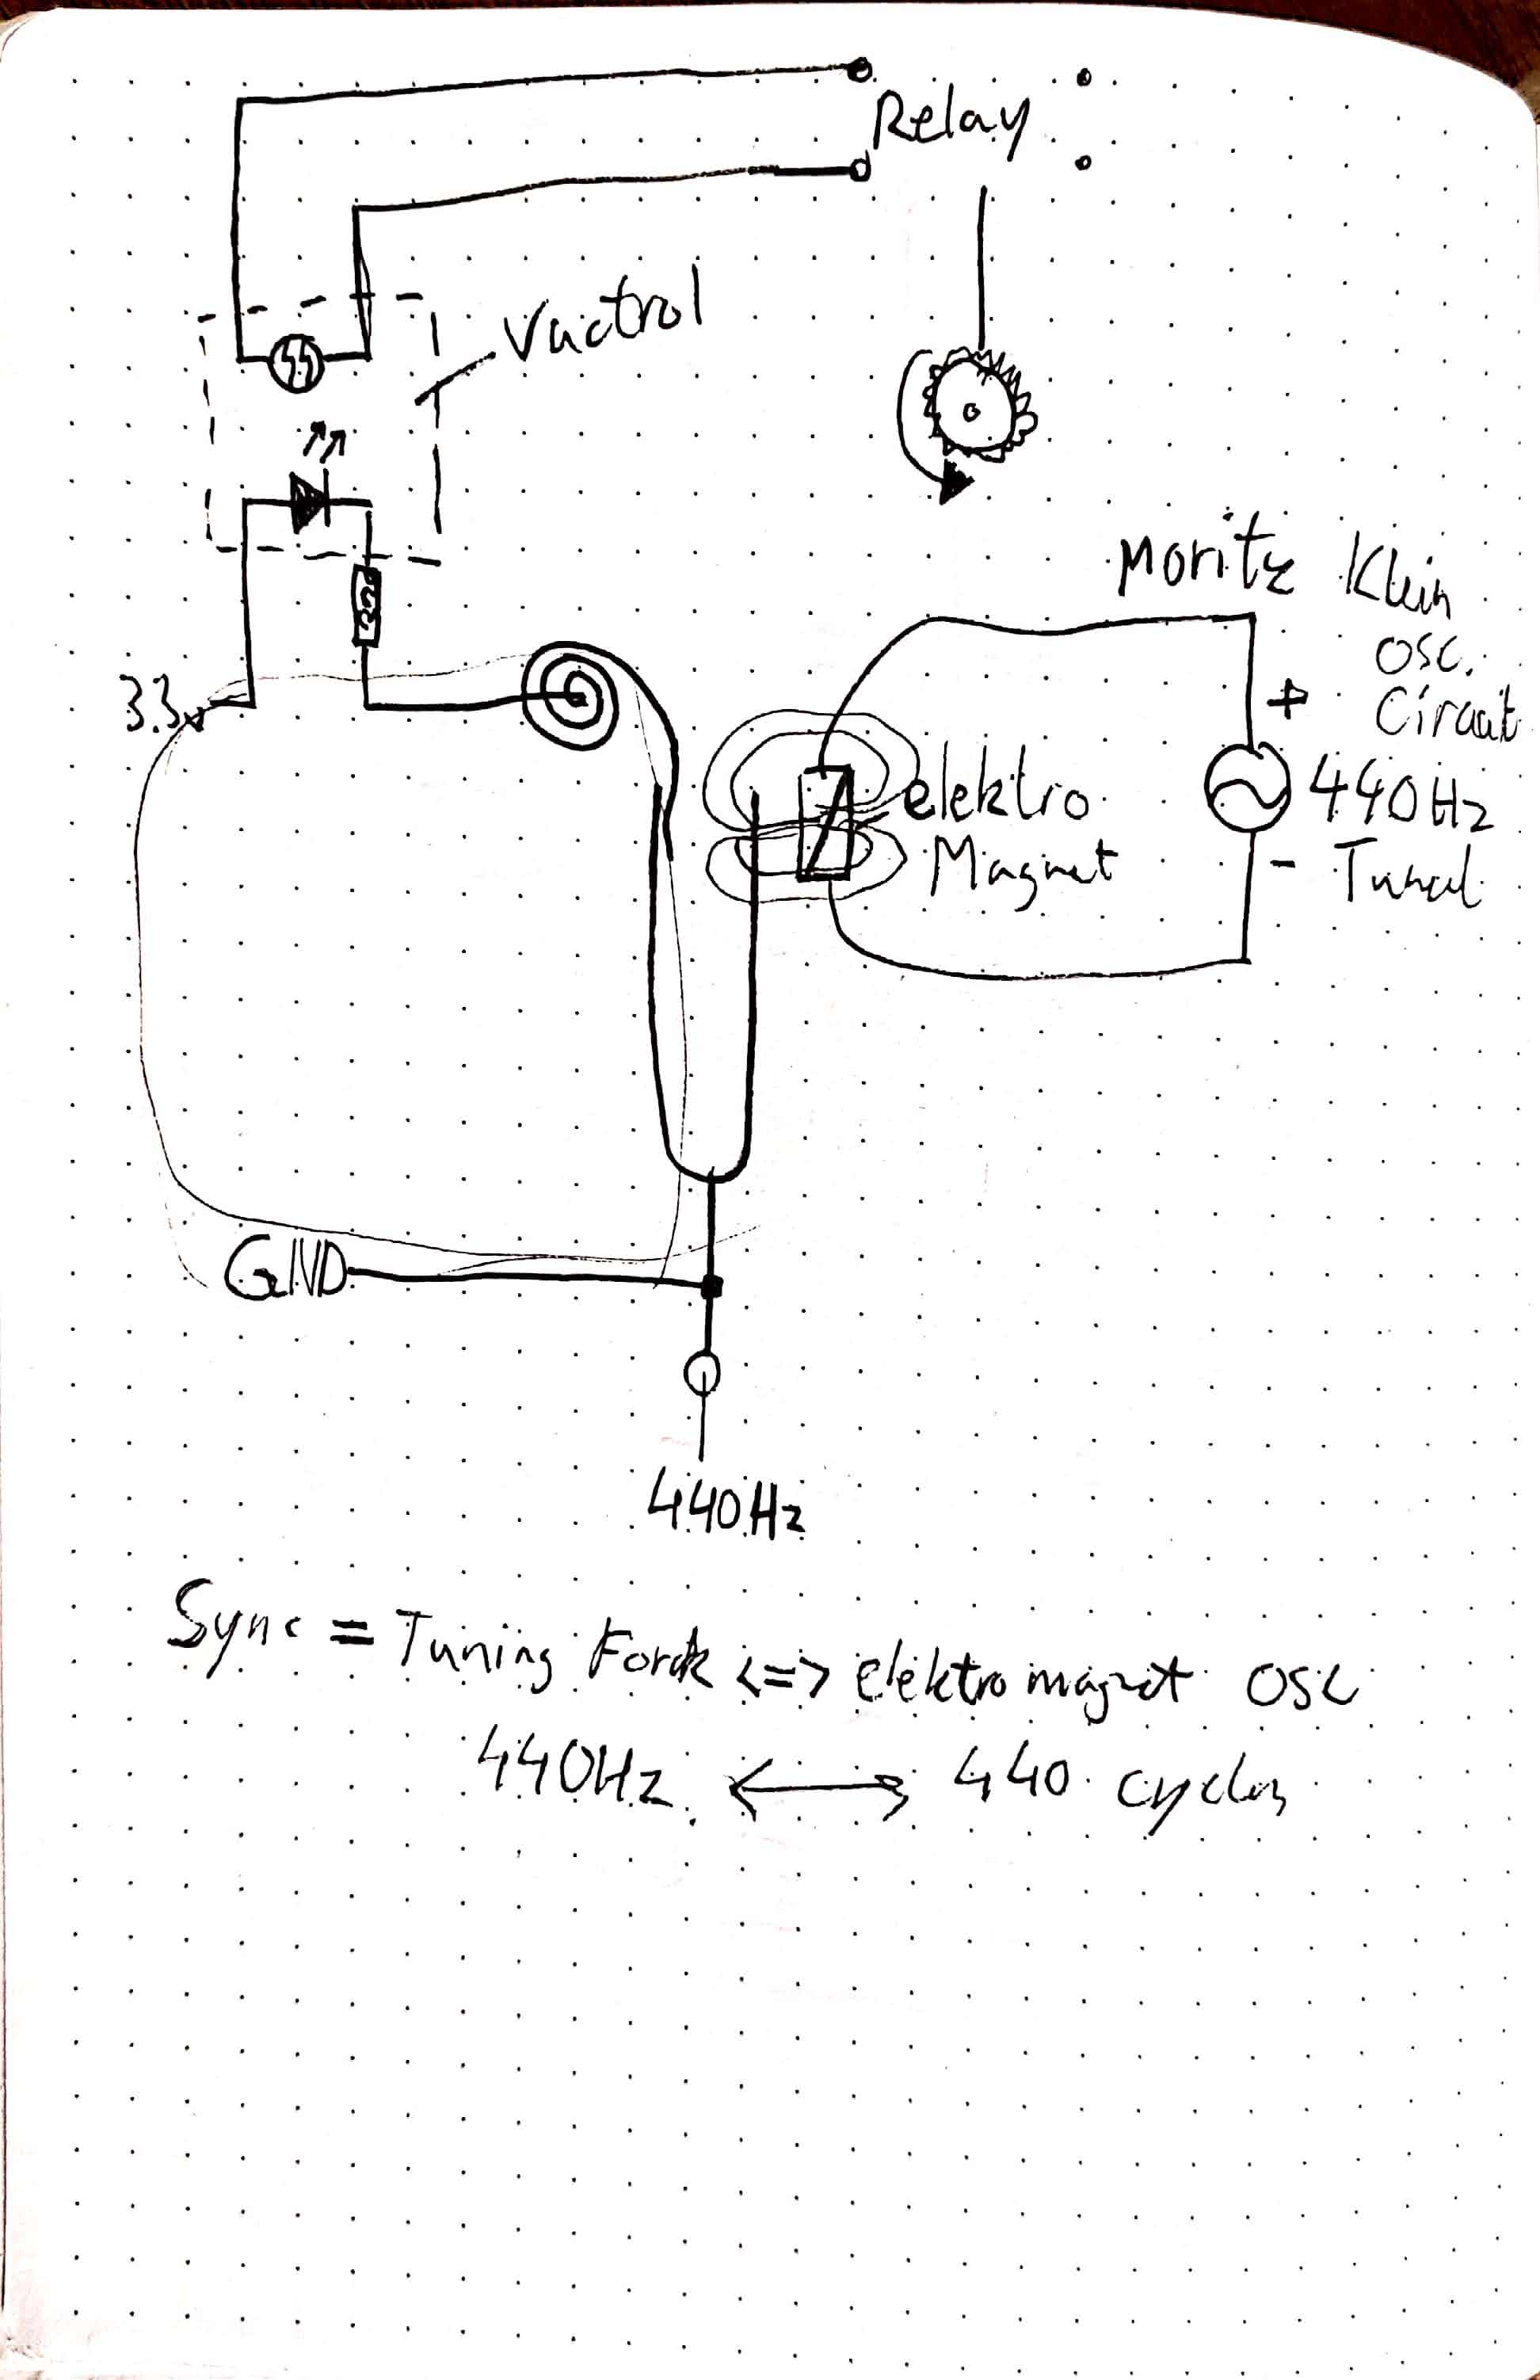 Relay
Vactrol
Moritz Klein
OSC.
Circuit
3.3v
+
440Hz
elektro
Magnet
-
Tuned
GND
440Hz
Sync = Tuning Fork <=> elektromagnet OSC
440Hz. ⟷ 440 cycles